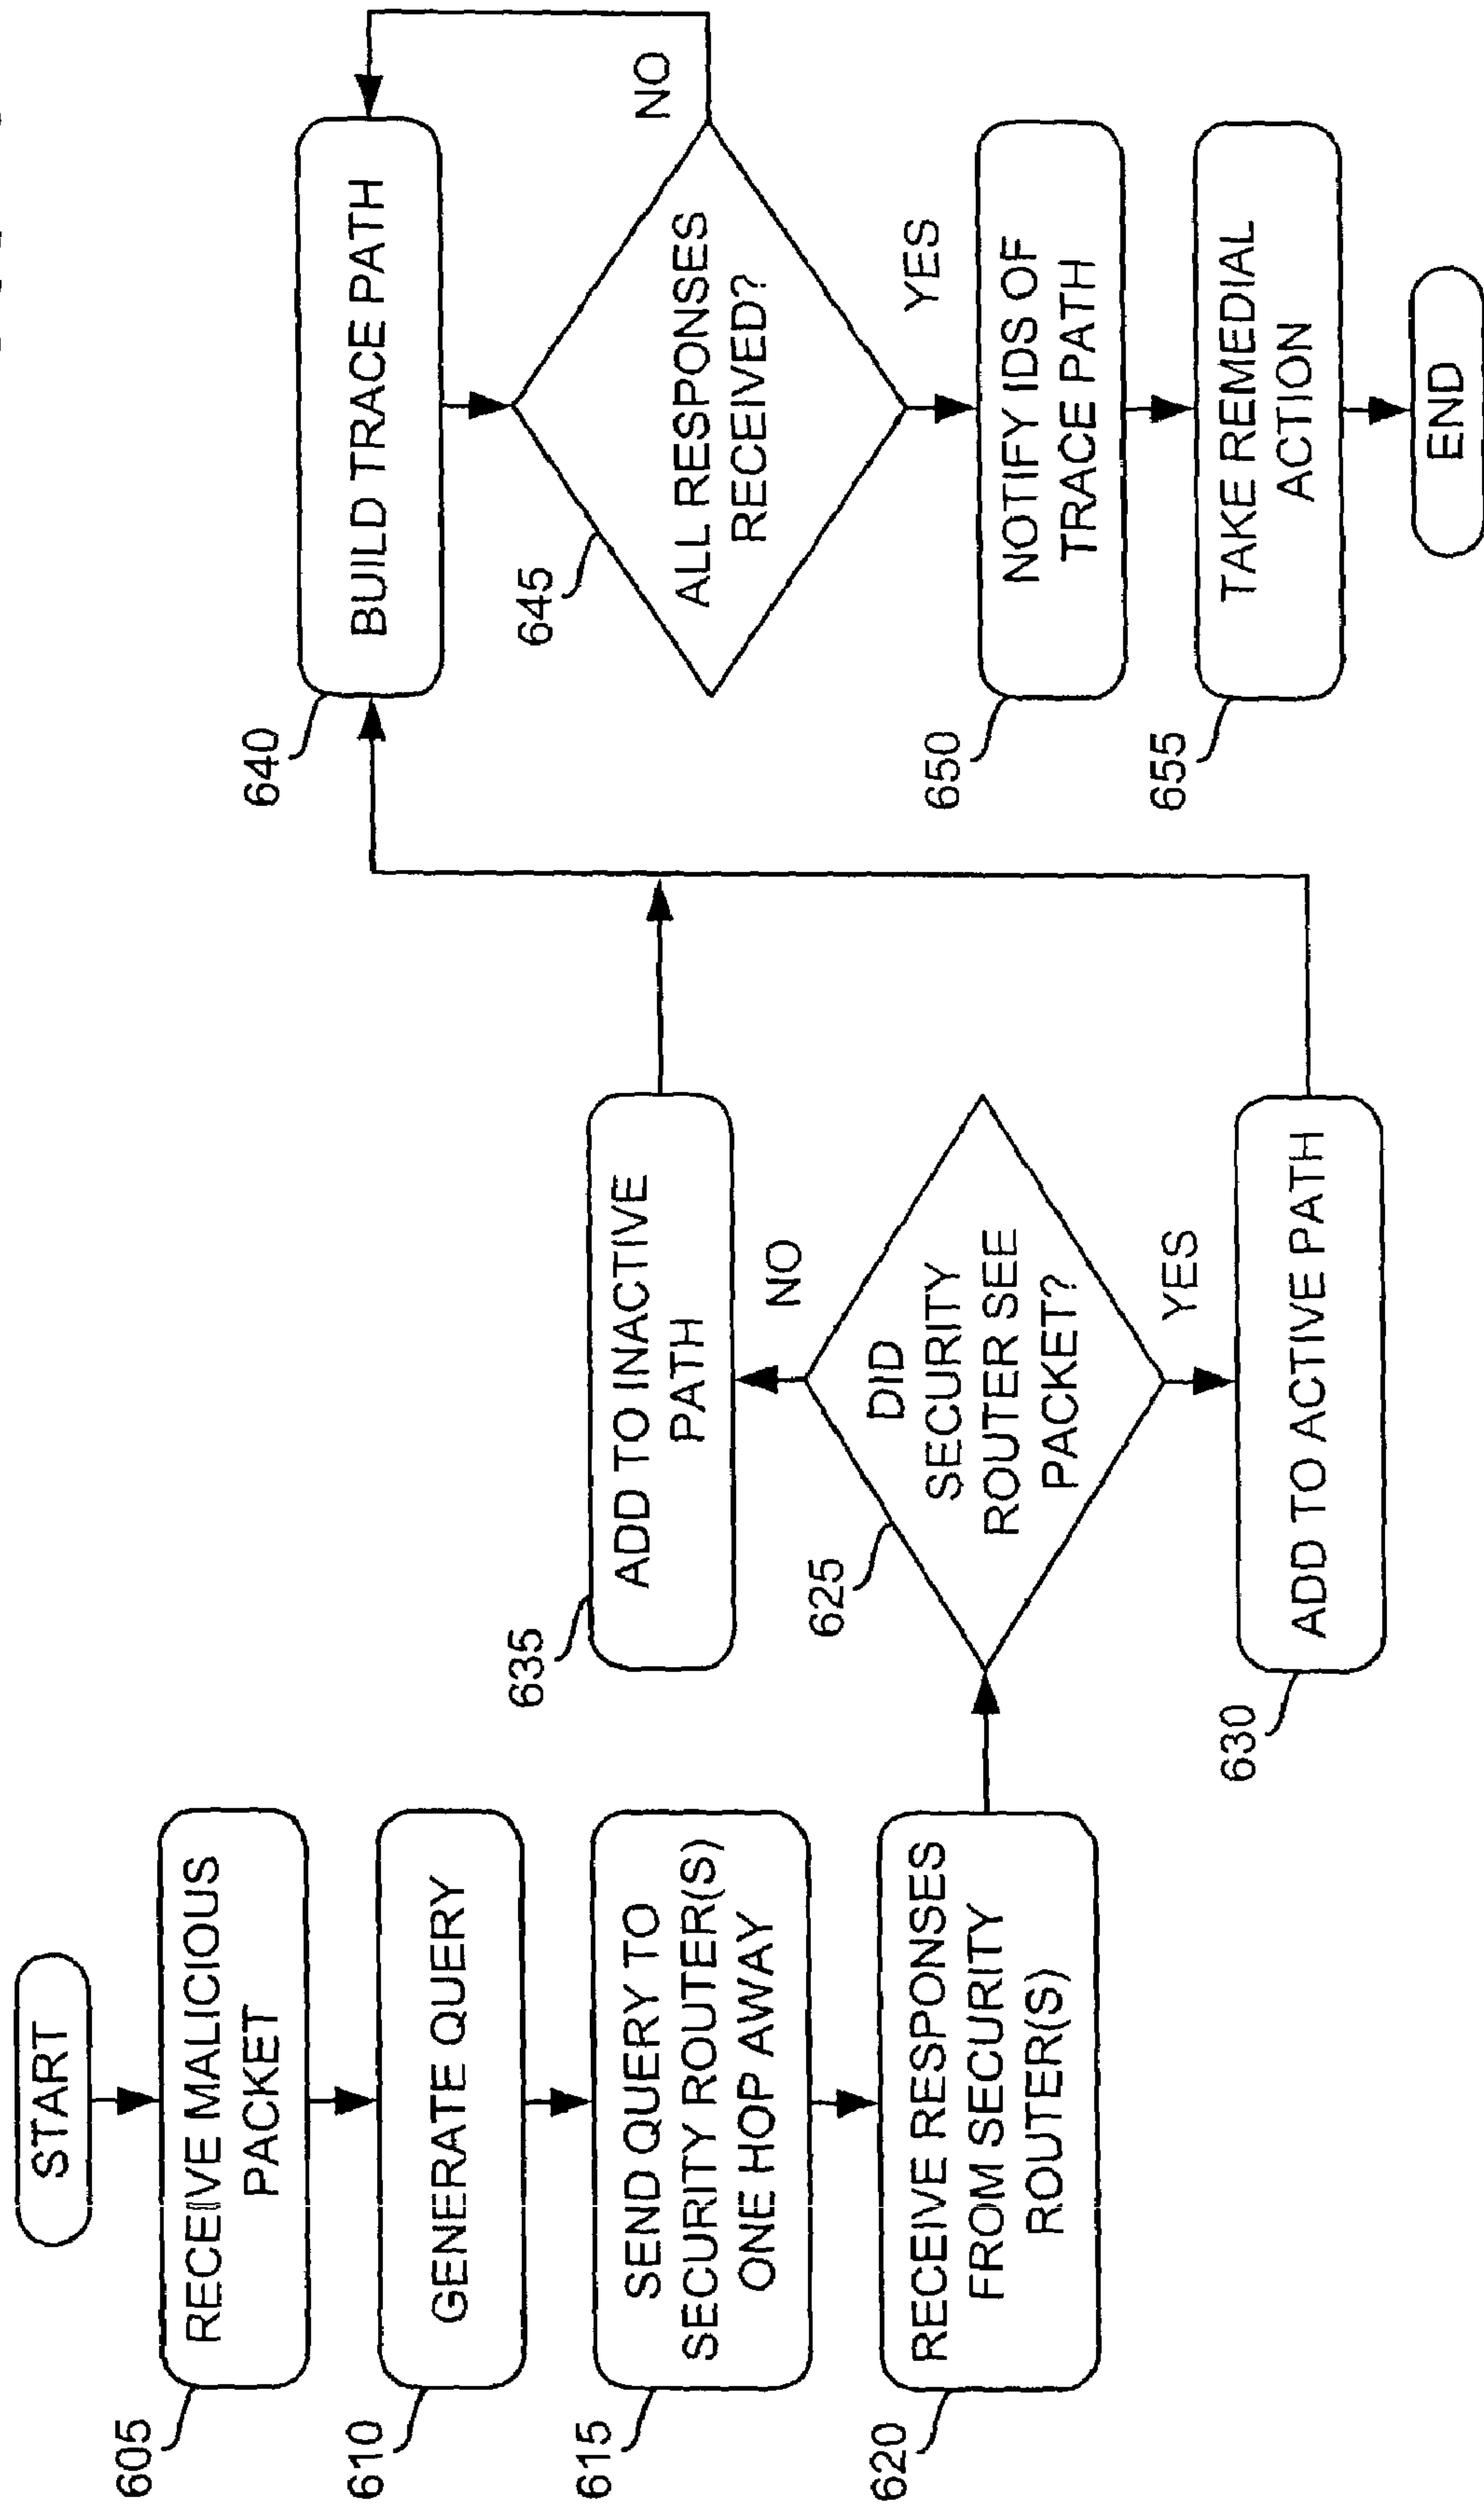 START
605
RECEIVE MALICIOUS
PACKET
610
GENERATE QUERY
615
SEND QUERY TO
SECURITY ROUTER(S)
ONE HOP AWAY
620
RECEIVE RESPONSES
FROM SECURITY
ROUTER(S)
635
ADD TO INACTIVE
PATH
NO
625
DID
SECURITY
ROUTER SEE
PACKET?
YES
630
ADD TO ACTIVE PATH
640
BUILD TRACE PATH
NO
645
ALL RESPONSES
RECEIVED?
YES
650
NOTIFY IDS OF
TRACE PATH
655
TAKE REMEDIAL
ACTION
END